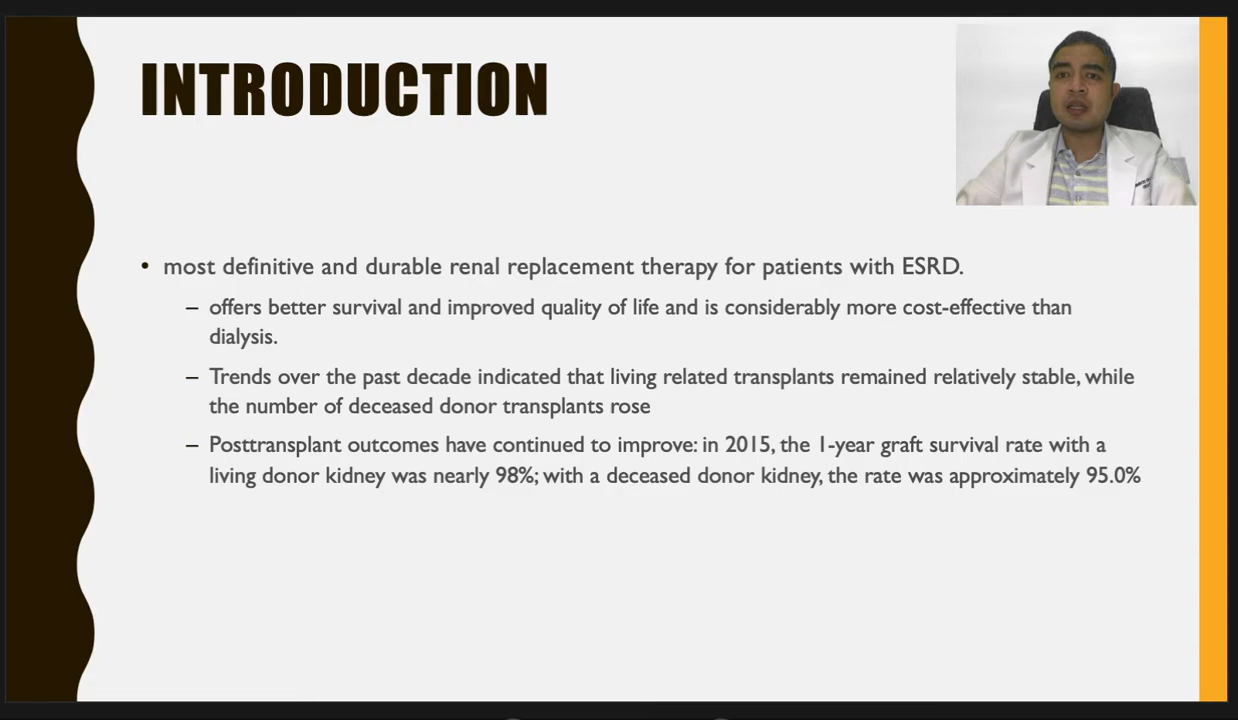 INTRODUCTION
• most definitive and durable renal replacement therapy for patients with ESRD.
– offers better survival and improved quality of life and is considerably more cost-effective than
dialysis.
– Trends over the past decade indicated that living related transplants remained relatively stable, while
the number of deceased donor transplants rose
– Posttransplant outcomes have continued to improve: in 2015, the 1-year graft survival rate with a
living donor kidney was nearly 98%; with a deceased donor kidney, the rate was approximately 95.0%